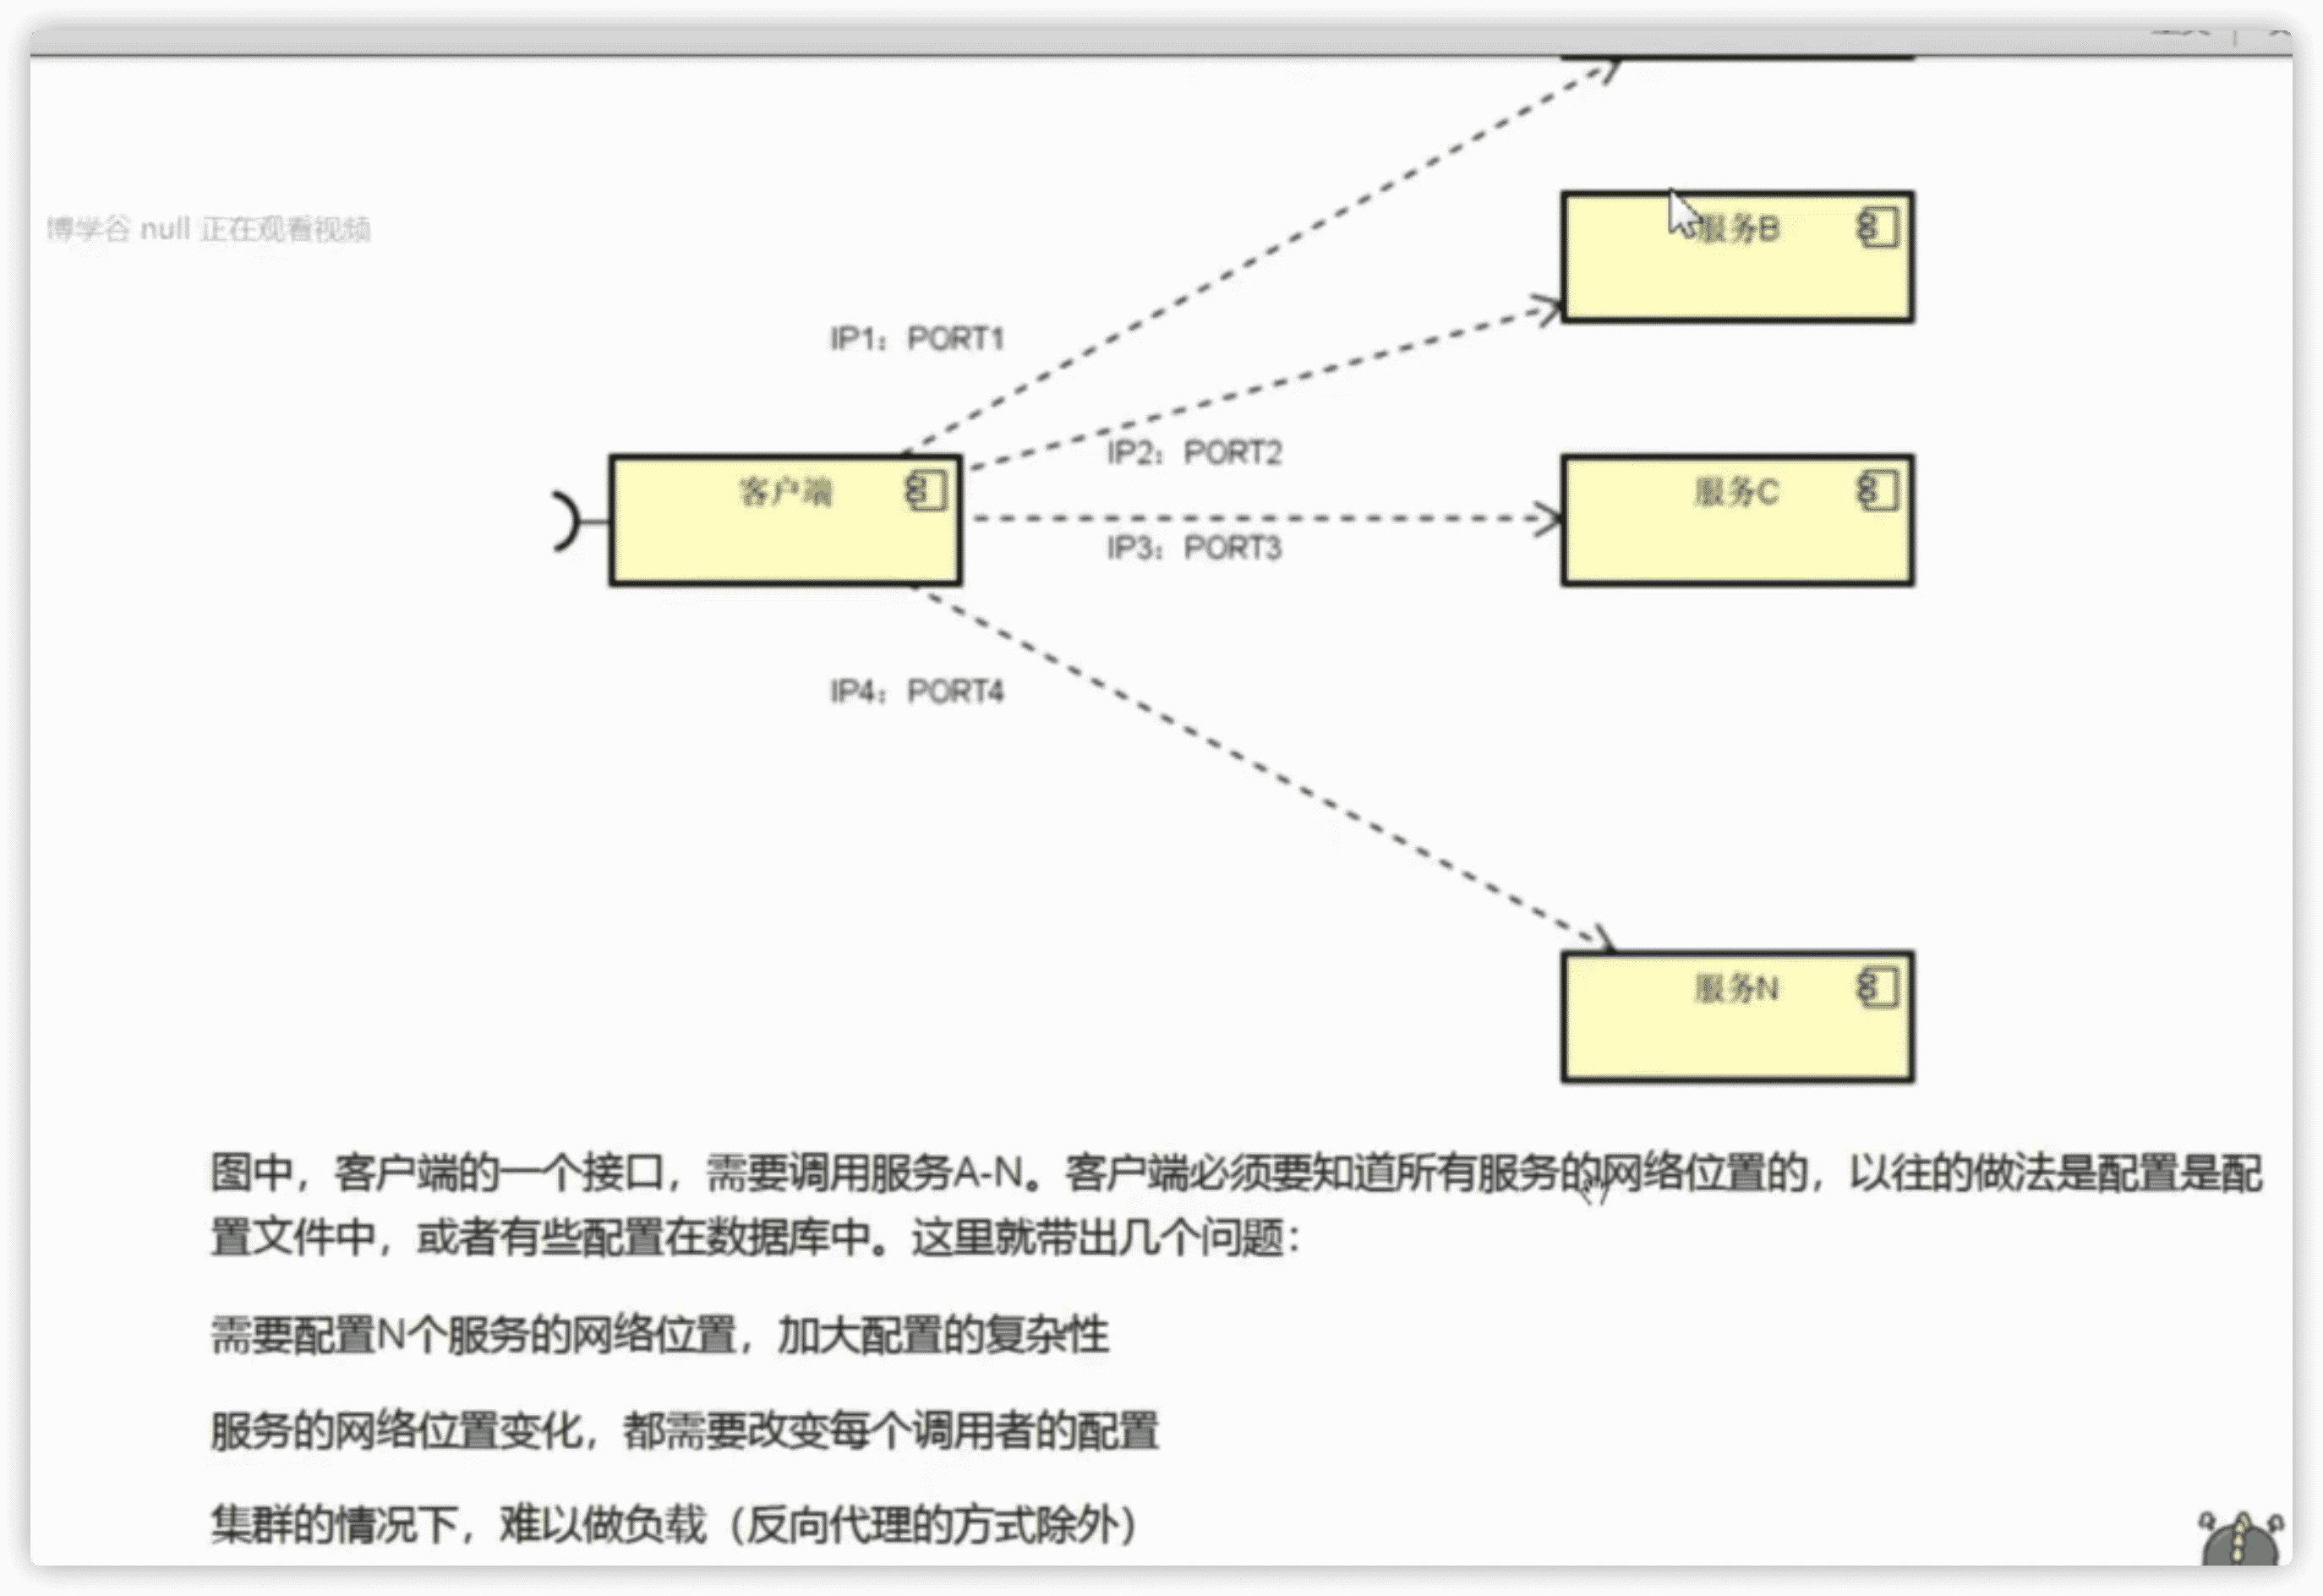 博学谷 null 正在观看视频
服务B
IP1：PORT1
IP2：PORT2
客户端
服务C
IP3：PORT3
IP4：PORT4
服务N
图中，客户端的一个接口，需要调用服务A-N。客户端必须要知道所有服务的网络位置的，以往的做法是配置是配
置文件中，或者有些配置在数据库中。这里就带出几个问题：
需要配置N个服务的网络位置，加大配置的复杂性
服务的网络位置变化，都需要改变每个调用者的配置
集群的情况下，难以做负载（反向代理的方式除外）